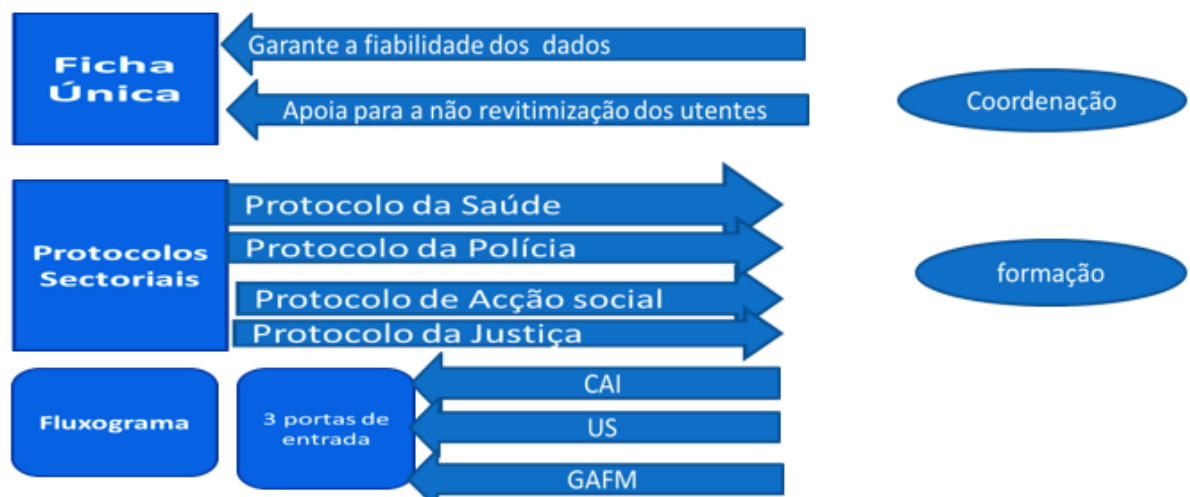 Ficha
Única
Garante a fiabilidade dos dados
Apoia para a não revitimização dos utentes
Coordenação
Protocolos
Sectoriais
Protocolo da Saúde
Protocolo da Polícia
Protocolo de Acção social
Protocolo da Justiça
formação
Fluxograma
3 portas de
entrada
CAI
US
GAFM